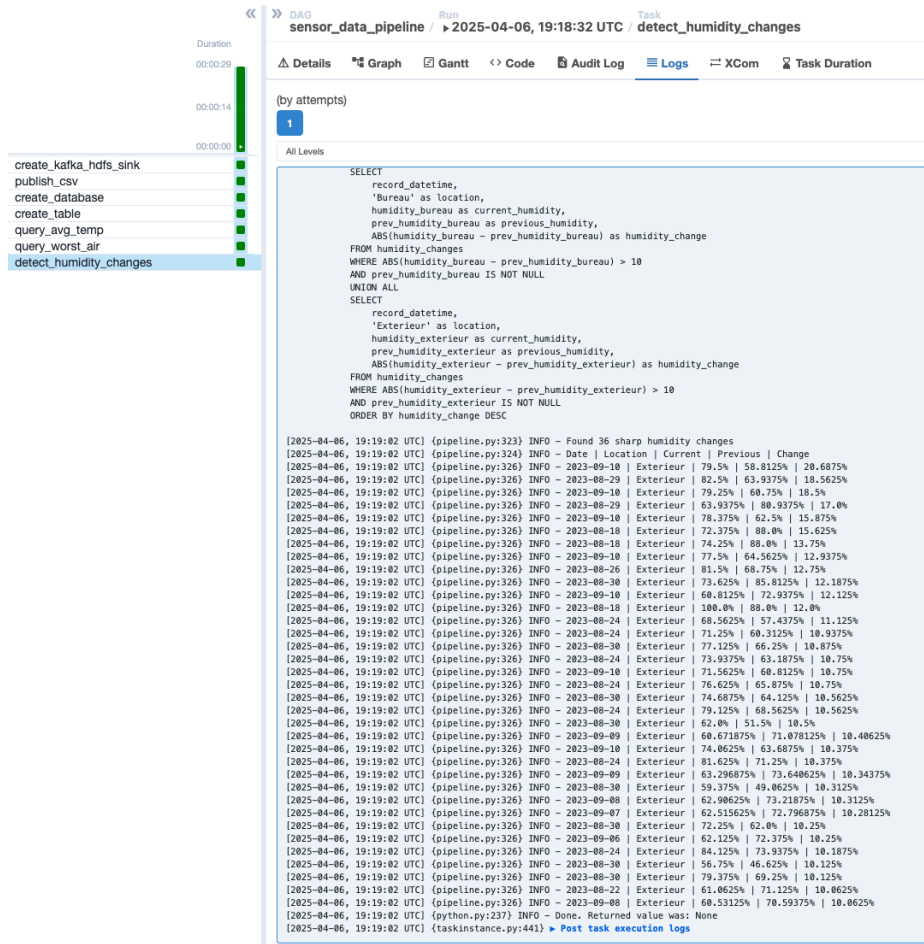 DAG
sensor_data_pipeline / Run ▶ 2025-04-06, 19:18:32 UTC / Task detect_humidity_changes
Duration
00:00:29
00:00:14
00:00:00
Details Graph Gantt <> Code Audit Log Logs XCom Task Duration
(by attempts)
1
All Levels
create_kafka_hdfs_sink
publish_csv
create_database
create_table
query_avg_temp
query_worst_air
detect_humidity_changes
SELECT
record_datetime,
'Bureau' as location,
humidity_bureau as current_humidity,
prev_humidity_bureau as previous_humidity,
ABS(humidity_bureau - prev_humidity_bureau) as humidity_change
FROM humidity_changes
WHERE ABS(humidity_bureau - prev_humidity_bureau) > 10
AND prev_humidity_bureau IS NOT NULL
UNION ALL
SELECT
record_datetime,
'Exterieur' as location,
humidity_exterieur as current_humidity,
prev_humidity_exterieur as previous_humidity,
ABS(humidity_exterieur - prev_humidity_exterieur) as humidity_change
FROM humidity_changes
WHERE ABS(humidity_exterieur - prev_humidity_exterieur) > 10
AND prev_humidity_exterieur IS NOT NULL
ORDER BY humidity_change DESC
[2025-04-06, 19:19:02 UTC] {pipeline.py:323} INFO - Found 36 sharp humidity changes
[2025-04-06, 19:19:02 UTC] {pipeline.py:324} INFO - Date | Location | Current | Previous | Change
[2025-04-06, 19:19:02 UTC] {pipeline.py:326} INFO - 2023-09-10 | Exterieur | 79.5% | 58.8125% | 20.6875%
[2025-04-06, 19:19:02 UTC] {pipeline.py:326} INFO - 2023-08-29 | Exterieur | 82.5% | 63.9375% | 18.5625%
[2025-04-06, 19:19:02 UTC] {pipeline.py:326} INFO - 2023-09-10 | Exterieur | 79.25% | 60.75% | 18.5%
[2025-04-06, 19:19:02 UTC] {pipeline.py:326} INFO - 2023-08-29 | Exterieur | 63.9375% | 80.9375% | 17.0%
[2025-04-06, 19:19:02 UTC] {pipeline.py:326} INFO - 2023-09-10 | Exterieur | 78.375% | 62.5% | 15.875%
[2025-04-06, 19:19:02 UTC] {pipeline.py:326} INFO - 2023-08-18 | Exterieur | 72.375% | 88.0% | 15.625%
[2025-04-06, 19:19:02 UTC] {pipeline.py:326} INFO - 2023-08-18 | Exterieur | 74.25% | 88.0% | 13.75%
[2025-04-06, 19:19:02 UTC] {pipeline.py:326} INFO - 2023-09-10 | Exterieur | 77.5% | 64.5625% | 12.9375%
[2025-04-06, 19:19:02 UTC] {pipeline.py:326} INFO - 2023-08-26 | Exterieur | 81.5% | 68.75% | 12.75%
[2025-04-06, 19:19:02 UTC] {pipeline.py:326} INFO - 2023-08-30 | Exterieur | 73.625% | 85.8125% | 12.1875%
[2025-04-06, 19:19:02 UTC] {pipeline.py:326} INFO - 2023-09-10 | Exterieur | 60.8125% | 72.9375% | 12.125%
[2025-04-06, 19:19:02 UTC] {pipeline.py:326} INFO - 2023-08-18 | Exterieur | 100.0% | 88.0% | 12.0%
[2025-04-06, 19:19:02 UTC] {pipeline.py:326} INFO - 2023-08-24 | Exterieur | 68.5625% | 57.4375% | 11.125%
[2025-04-06, 19:19:02 UTC] {pipeline.py:326} INFO - 2023-08-24 | Exterieur | 71.25% | 60.3125% | 10.9375%
[2025-04-06, 19:19:02 UTC] {pipeline.py:326} INFO - 2023-08-30 | Exterieur | 77.125% | 66.25% | 10.875%
[2025-04-06, 19:19:02 UTC] {pipeline.py:326} INFO - 2023-08-24 | Exterieur | 73.9375% | 63.1875% | 10.75%
[2025-04-06, 19:19:02 UTC] {pipeline.py:326} INFO - 2023-09-10 | Exterieur | 71.5625% | 60.8125% | 10.75%
[2025-04-06, 19:19:02 UTC] {pipeline.py:326} INFO - 2023-08-24 | Exterieur | 76.625% | 65.875% | 10.75%
[2025-04-06, 19:19:02 UTC] {pipeline.py:326} INFO - 2023-08-30 | Exterieur | 74.6875% | 64.125% | 10.5625%
[2025-04-06, 19:19:02 UTC] {pipeline.py:326} INFO - 2023-08-24 | Exterieur | 79.125% | 68.5625% | 10.5625%
[2025-04-06, 19:19:02 UTC] {pipeline.py:326} INFO - 2023-08-30 | Exterieur | 62.0% | 51.5% | 10.5%
[2025-04-06, 19:19:02 UTC] {pipeline.py:326} INFO - 2023-09-09 | Exterieur | 60.671875% | 71.078125% | 10.40625%
[2025-04-06, 19:19:02 UTC] {pipeline.py:326} INFO - 2023-09-10 | Exterieur | 74.0625% | 63.6875% | 10.375%
[2025-04-06, 19:19:02 UTC] {pipeline.py:326} INFO - 2023-08-24 | Exterieur | 81.625% | 71.25% | 10.375%
[2025-04-06, 19:19:02 UTC] {pipeline.py:326} INFO - 2023-09-09 | Exterieur | 63.296875% | 73.640625% | 10.34375%
[2025-04-06, 19:19:02 UTC] {pipeline.py:326} INFO - 2023-08-30 | Exterieur | 59.375% | 49.0625% | 10.3125%
[2025-04-06, 19:19:02 UTC] {pipeline.py:326} INFO - 2023-09-08 | Exterieur | 62.90625% | 73.21875% | 10.3125%
[2025-04-06, 19:19:02 UTC] {pipeline.py:326} INFO - 2023-09-07 | Exterieur | 62.515625% | 72.796875% | 10.28125%
[2025-04-06, 19:19:02 UTC] {pipeline.py:326} INFO - 2023-08-30 | Exterieur | 72.25% | 62.0% | 10.25%
[2025-04-06, 19:19:02 UTC] {pipeline.py:326} INFO - 2023-09-06 | Exterieur | 62.125% | 72.375% | 10.25%
[2025-04-06, 19:19:02 UTC] {pipeline.py:326} INFO - 2023-08-24 | Exterieur | 84.125% | 73.9375% | 10.1875%
[2025-04-06, 19:19:02 UTC] {pipeline.py:326} INFO - 2023-08-30 | Exterieur | 56.75% | 46.625% | 10.125%
[2025-04-06, 19:19:02 UTC] {pipeline.py:326} INFO - 2023-08-30 | Exterieur | 79.375% | 69.25% | 10.125%
[2025-04-06, 19:19:02 UTC] {pipeline.py:326} INFO - 2023-08-22 | Exterieur | 61.0625% | 71.125% | 10.0625%
[2025-04-06, 19:19:02 UTC] {pipeline.py:326} INFO - 2023-09-08 | Exterieur | 60.53125% | 70.59375% | 10.0625%
[2025-04-06, 19:19:02 UTC] {python.py:237} INFO - Done. Returned value was: None
[2025-04-06, 19:19:02 UTC] {taskinstance.py:441} ▶ Post task execution logs